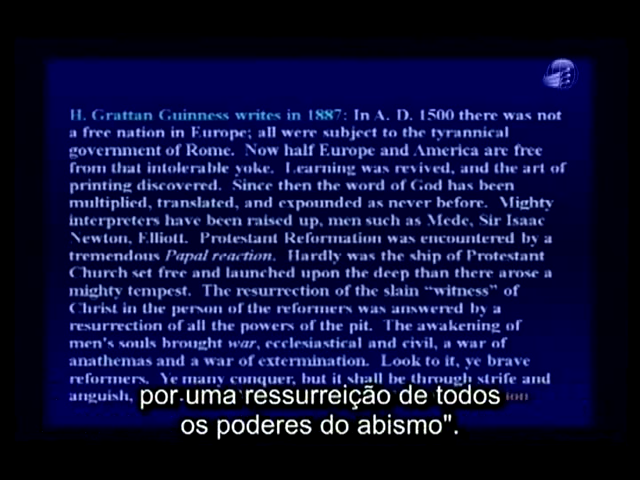 H. Grattan Guinness writes in 1887: In A. D. 1500 there was not
a free nation in Europe; all were subject to the tyrannical
government of Rome. Now half Europe and America are free
from that intolerable yoke. Learning was revived, and the art of
printing discovered. Since then the word of God has been
multiplied, translated, and expounded as never before. Mighty
interpreters have been raised up, men such as Mede, Sir Isaac
Newton, Elliott. Protestant Reformation was encountered by a
tremendous Papal reaction. Hardly was the ship of Protestant
Church set free and launched upon the deep than there arose a
mighty tempest. The resurrection of the slain “witness” of
Christ in the person of the reformers was answered by a
resurrection of all the powers of the pit. The awakening of
men's souls brought war, ecclesiastical and civil, a war of
anathemas and a war of extermination. Look to it, ye brave
reformers. Ye many conquer, but it shall be through strife and
anguish,
por uma ressurreição de todos
os poderes do abismo".